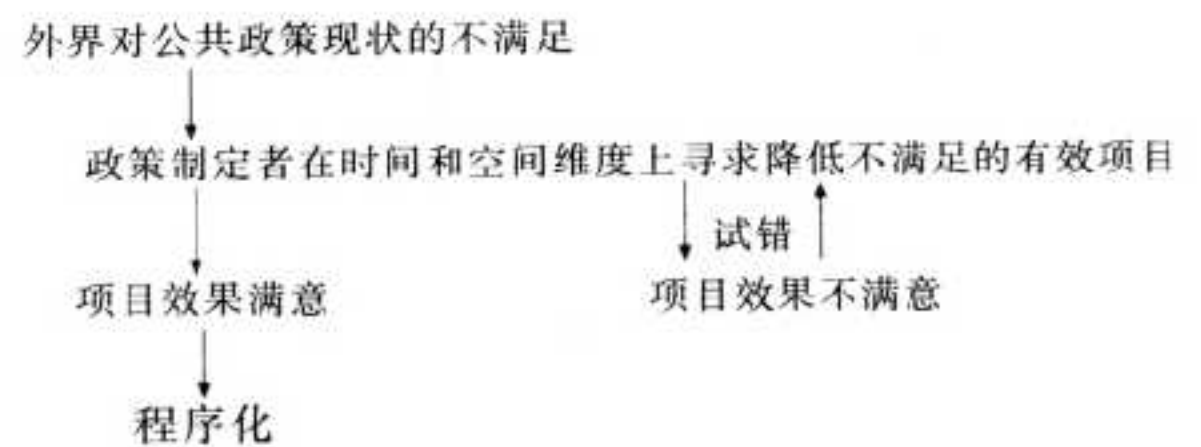 外界对公共政策现状的不满足
政策制定者在时间和空间维度上寻求降低不满足的有效项目
试错
项目效果满意
项目效果不满意
程序化